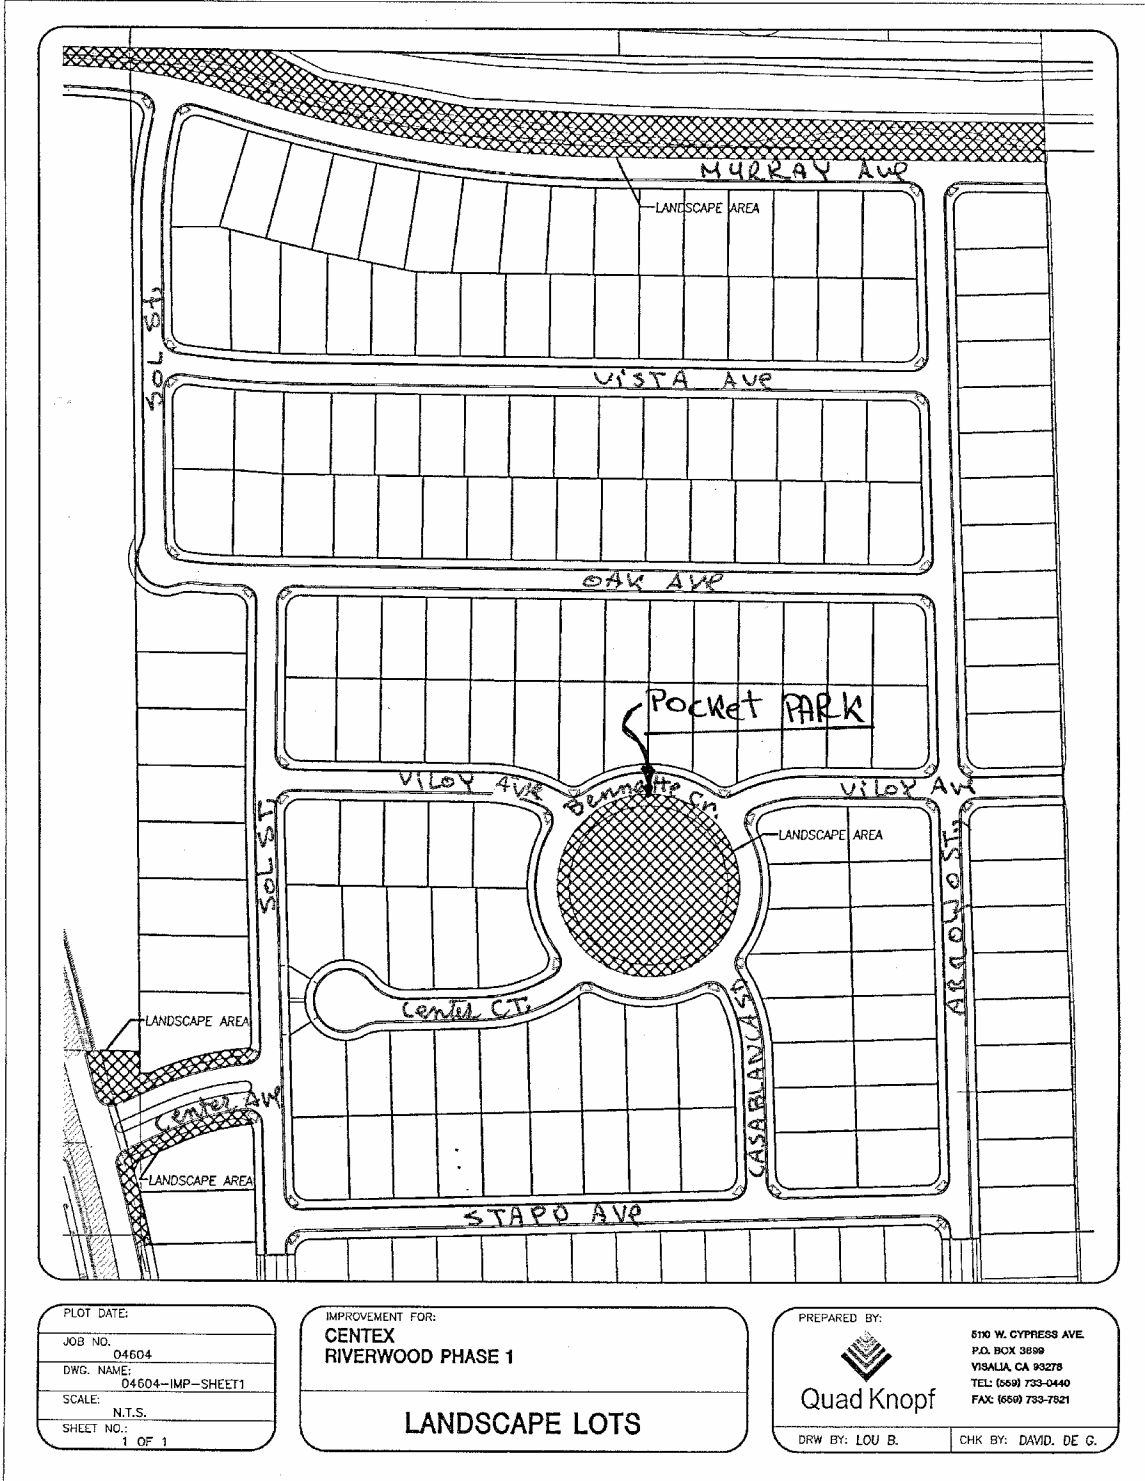 MURRAY Ave
LANDSCAPE AREA
SOL St.
VISTA AVe
OAK AVe
Pocket PARK
VILOY AVE
Bennette Cr.
VILOY AVe
SOL ST.
LANDSCAPE AREA
ARROWOOD ST.
Center CT.
CASABLANCA ST
LANDSCAPE AREA
Center AVe
LANDSCAPE AREA
STAPO AVe
PLOT DATE:
JOB NO.
04604
DWG. NAME:
04604-IMP-SHEET1
SCALE:
N.T.S.
SHEET NO.:
1 OF 1
IMPROVEMENT FOR:
CENTEX
RIVERWOOD PHASE 1
LANDSCAPE LOTS
PREPARED BY:
Quad Knopf
5110 W. CYPRESS AVE.
P.O. BOX 3699
VISALIA, CA 93278
TEL: (559) 733-0440
FAX: (559) 733-7821
DRW BY: LOU B.
CHK BY: DAVID. DE G.